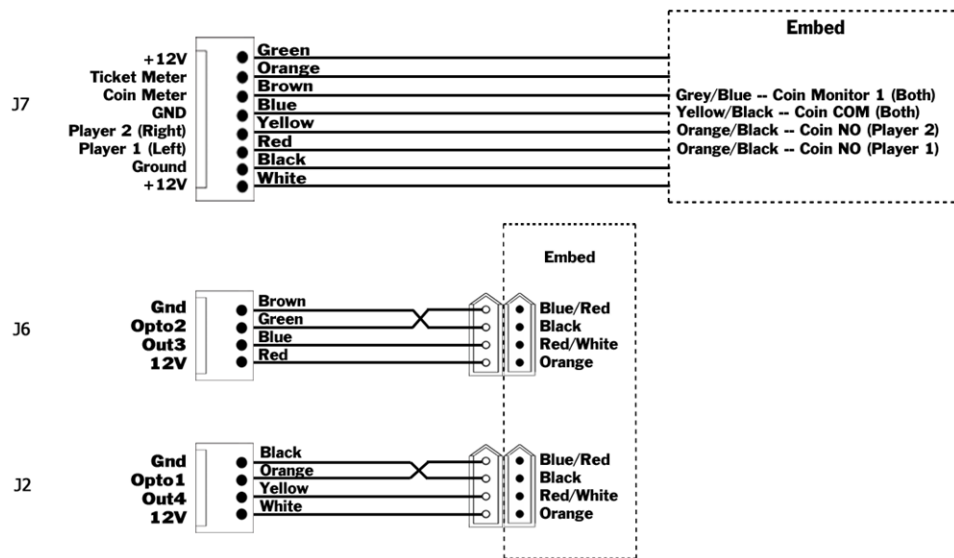 Embed
+12V Green
Ticket Meter Orange
J7 Coin Meter Brown Grey/Blue -- Coin Monitor 1 (Both)
GND Blue Yellow/Black -- Coin COM (Both)
Player 2 (Right) Yellow Orange/Black -- Coin NO (Player 2)
Player 1 (Left) Red Orange/Black -- Coin NO (Player 1)
Ground Black
+12V White
Embed
Gnd Brown Blue/Red
J6 Opto2 Green Black
Out3 Blue Red/White
12V Red Orange
Gnd Black Blue/Red
J2 Opto1 Orange Black
Out4 Yellow Red/White
12V White Orange